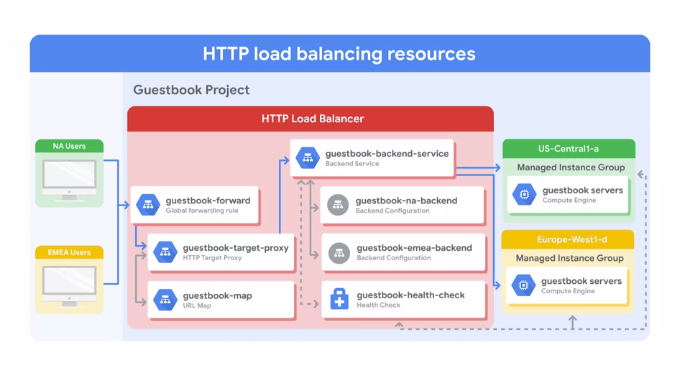 HTTP load balancing resources
Guestbook Project
HTTP Load Balancer
NA Users
EMEA Users
guestbook-forward
Global forwarding rule
guestbook-target-proxy
HTTP Target Proxy
guestbook-map
URL Map
guestbook-backend-service
Backend Service
guestbook-na-backend
Backend Configuration
guestbook-emea-backend
Backend Configuration
guestbook-health-check
Health Check
US-Central1-a
Managed Instance Group
guestbook servers
Compute Engine
Europe-West1-d
Managed Instance Group
guestbook servers
Compute Engine